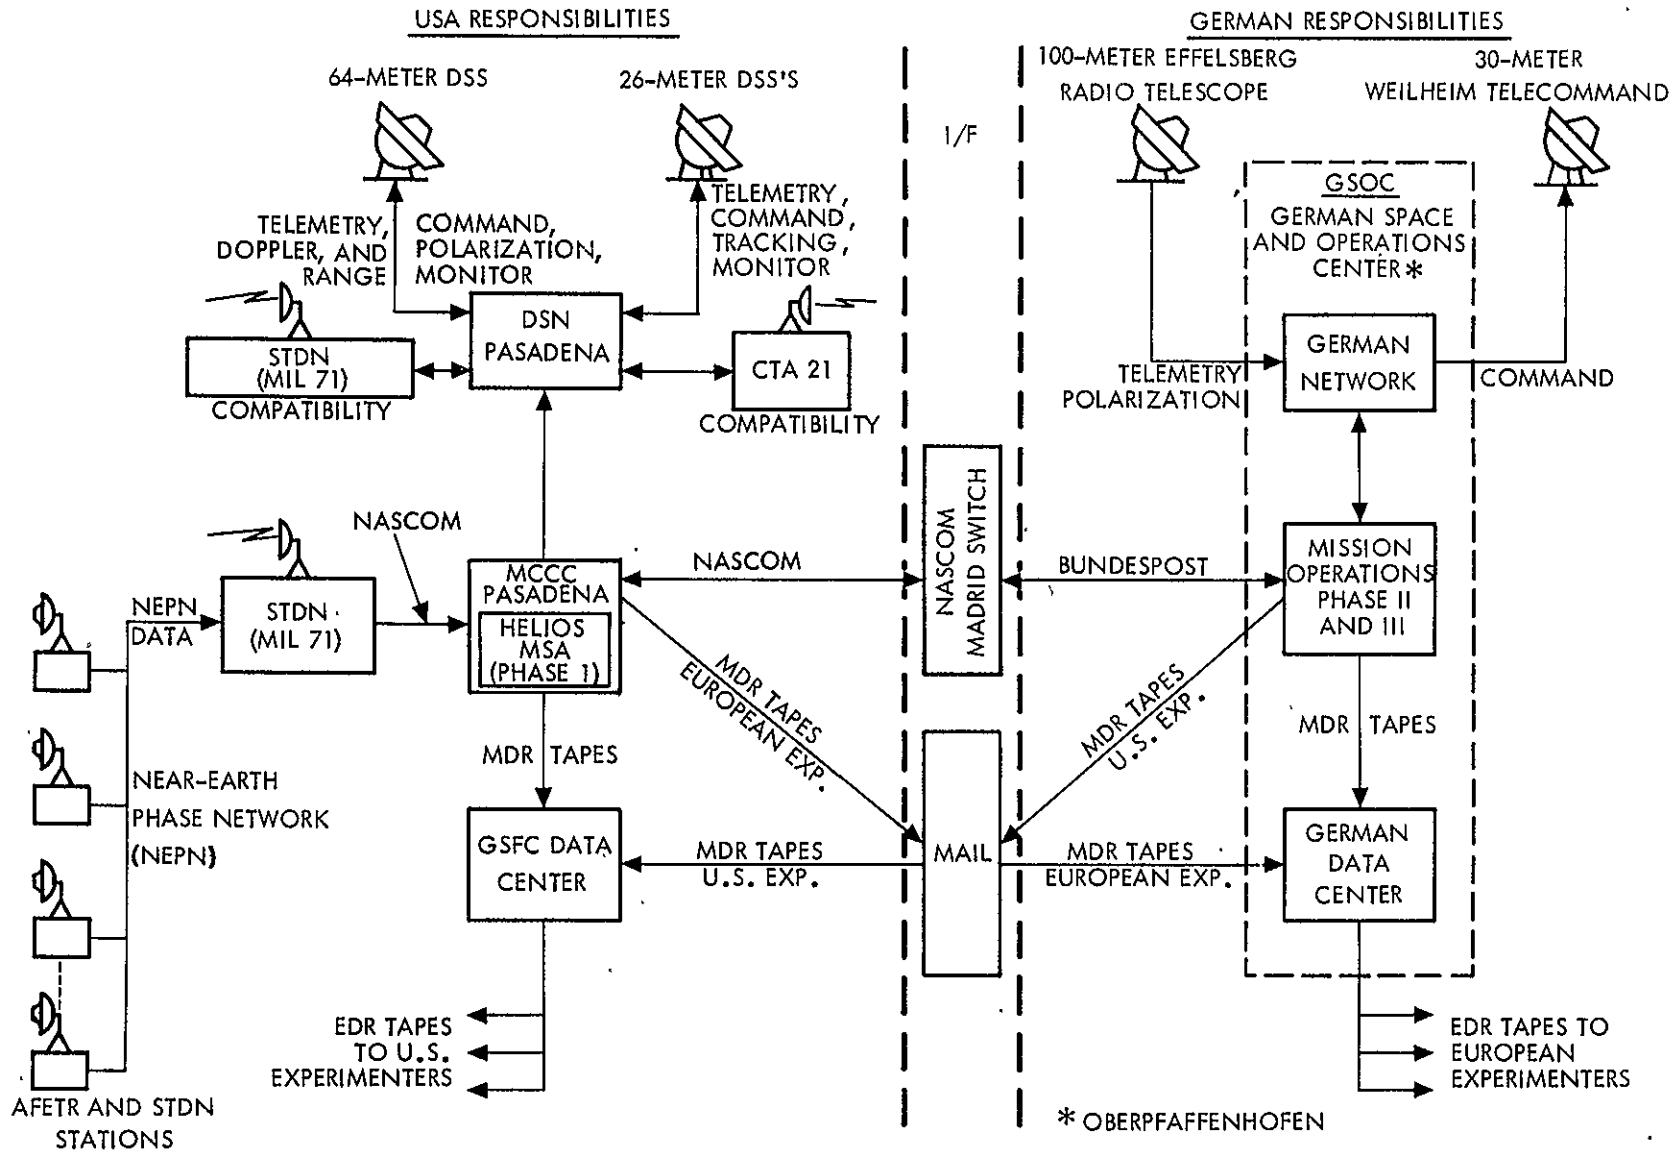 USA RESPONSIBILITIES
GERMAN RESPONSIBILITIES
64-METER DSS
26-METER DSS'S
I/F
100-METER EFFELSBERG
RADIO TELESCOPE
30-METER
WEILHEIM TELECOMMAND
TELEMETRY,
DOPPLER, AND
RANGE
COMMAND,
POLARIZATION,
MONITOR
TELEMETRY,
COMMAND,
TRACKING,
MONITOR
GSOC
GERMAN SPACE
AND OPERATIONS
CENTER*
DSN
PASADENA
STDN
(MIL 71)
COMPATIBILITY
CTA 21
COMPATIBILITY
TELEMETRY
POLARIZATION
GERMAN
NETWORK
COMMAND
NASCOM
NEPN
DATA
STDN
(MIL 71)
MCCC
PASADENA
HELIOS
MSA
(PHASE 1)
NASCOM
NASCOM
MADRID SWITCH
BUNDESPOST
MISSION
OPERATIONS
PHASE II
AND III
MDR TAPES
EUROPEAN EXP.
MDR TAPES
U.S. EXP.
MDR TAPES
MDR TAPES
NEAR-EARTH
PHASE NETWORK
(NEPN)
GSFC DATA
CENTER
MDR TAPES
U.S. EXP.
MAIL
MDR TAPES
EUROPEAN EXP.
GERMAN
DATA
CENTER
EDR TAPES
TO U.S.
EXPERIMENTERS
EDR TAPES TO
EUROPEAN
EXPERIMENTERS
AFETR AND STDN
STATIONS
* OBERPFAFFENHOFEN